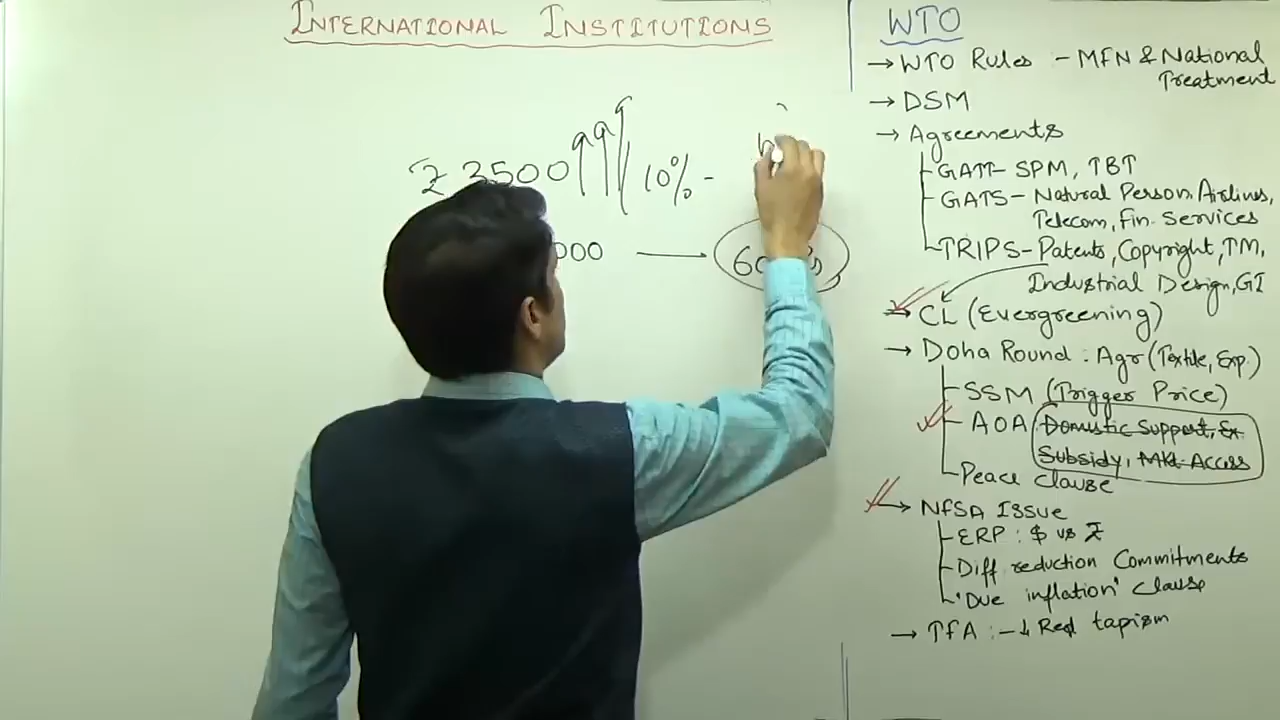 INTERNATIONAL INSTITUTIONS
₹ 3500
10% -
000
WTO
→ WTO Rules :- MFN & National
Treatment
→ DSM
→ Agreements
GATT- SPM, TBT
GATS- Natural Person, Airlines,
Telecom, Fin. Services
TRIPS- Patents, Copyright, TM,
Industrial Design, GI
→ CL (Evergreening)
→ Doha Round : Agr (Textile, Exp.)
SSM (Trigger Price)
AOA Domestic Support, Ex.
Subsidy, Mkt Access
Peace Clause
→ NFSA Issue
ERP : $ vs ₹
Diff reduction Commitments
'Due inflation' Clause
→ TFA :- ↓ Red tapism